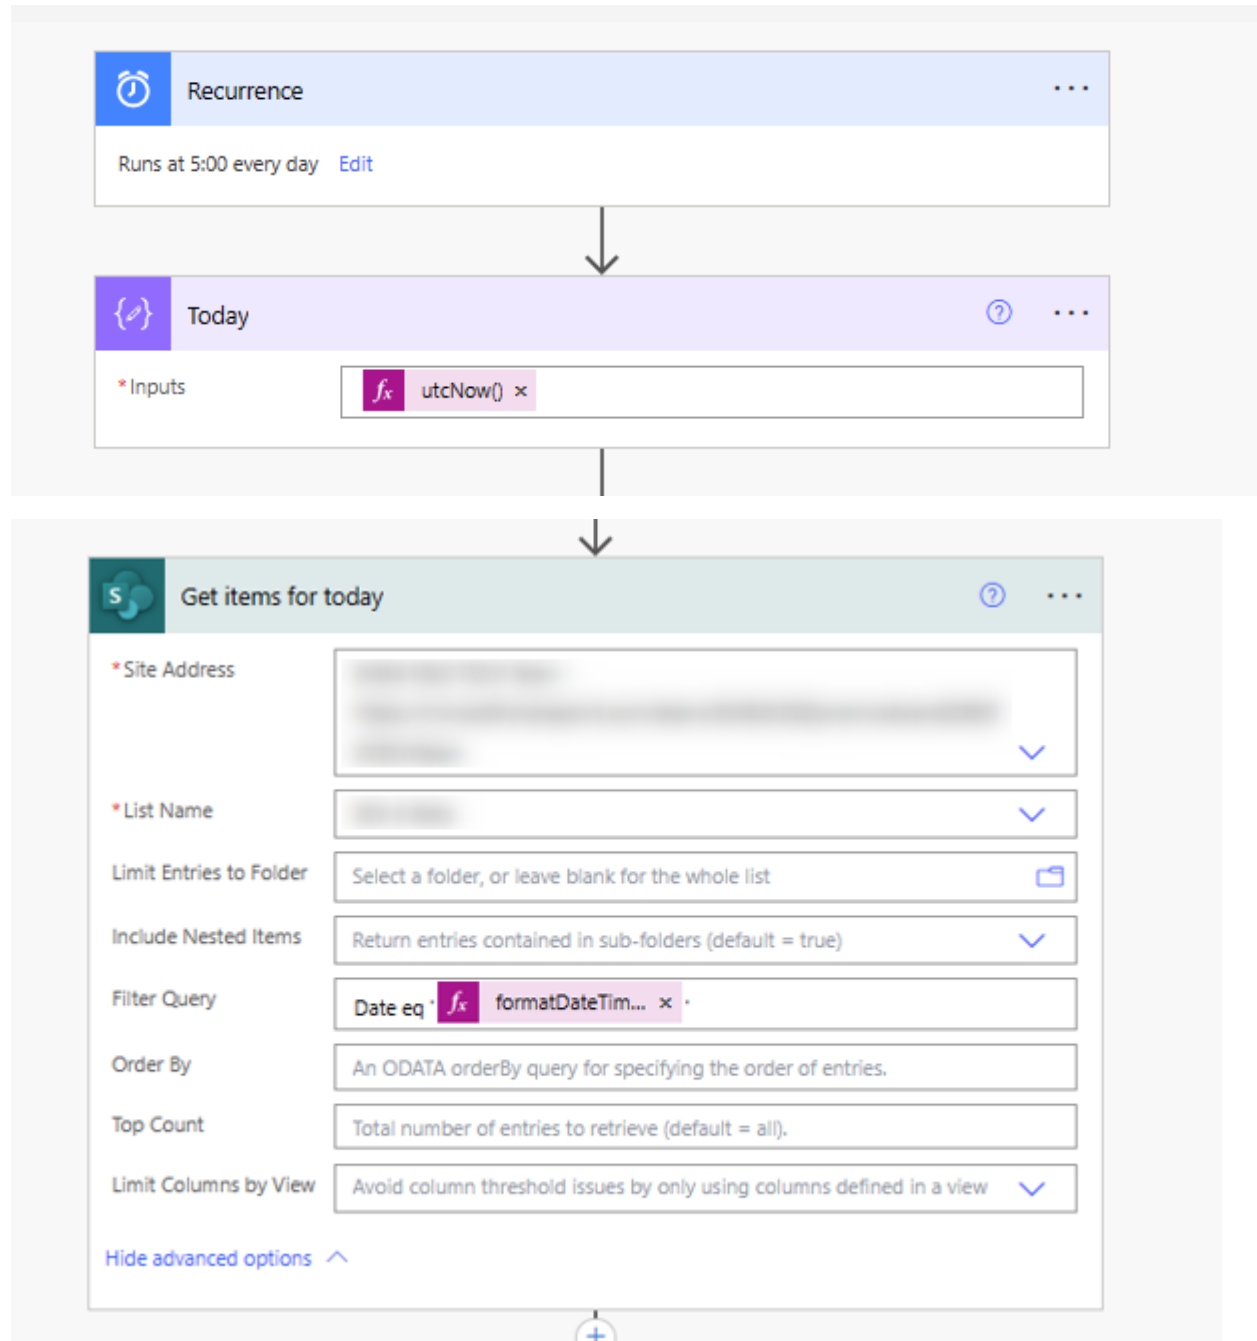 Recurrence
Runs at 5:00 every day Edit
Today
*Inputs
fx utcNow() ×
S Get items for today
*Site Address
*List Name
Limit Entries to Folder
Select a folder, or leave blank for the whole list
Include Nested Items
Return entries contained in sub-folders (default = true)
Filter Query
Date eq ' fx formatDateTim... × '
Order By
An ODATA orderBy query for specifying the order of entries.
Top Count
Total number of entries to retrieve (default = all).
Limit Columns by View
Avoid column threshold issues by only using columns defined in a view
Hide advanced options